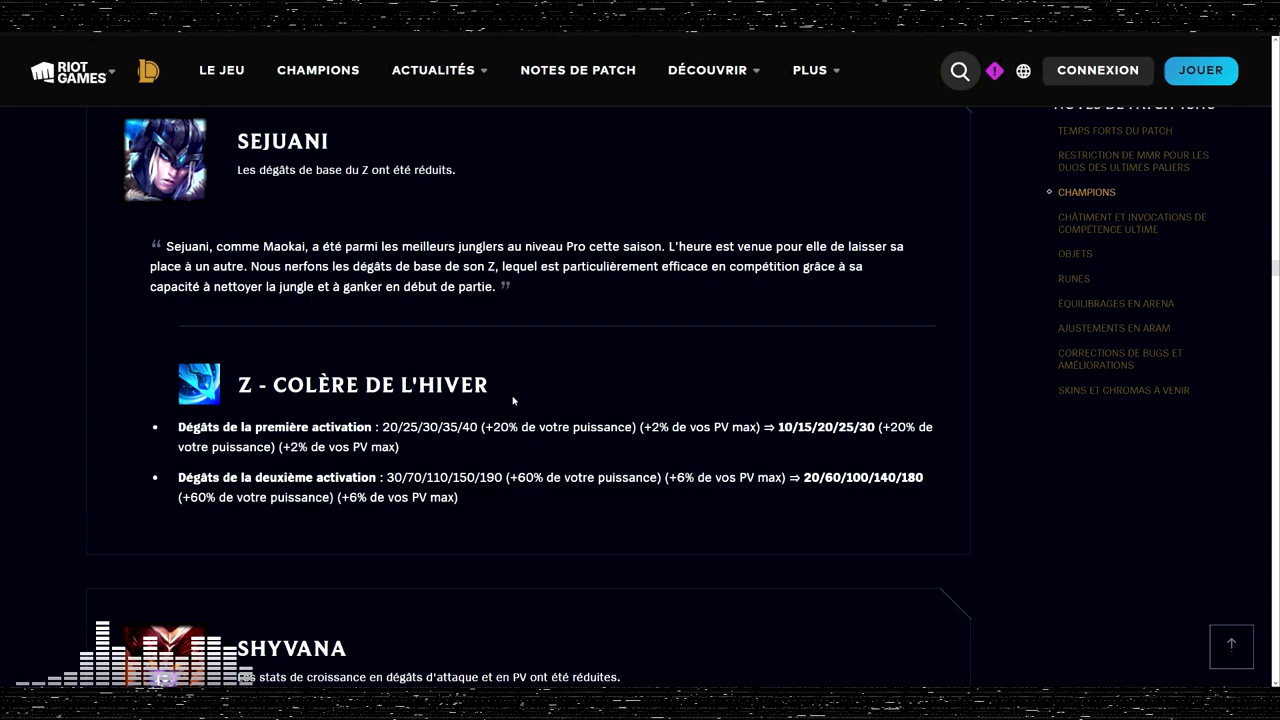 RIOT GAMES
LE JEU
CHAMPIONS
ACTUALITÉS
NOTES DE PATCH
DÉCOUVRIR
PLUS
CONNEXION
JOUER
SEJUANI
Les dégâts de base du Z ont été réduits.
“ Sejuani, comme Maokai, a été parmi les meilleurs junglers au niveau Pro cette saison. L'heure est venue pour elle de laisser sa
place à un autre. Nous nerfons les dégâts de base de son Z, lequel est particulièrement efficace en compétition grâce à sa
capacité à nettoyer la jungle et à ganker en début de partie. ”
Z - COLÈRE DE L'HIVER
• Dégâts de la première activation : 20/25/30/35/40 (+20% de votre puissance) (+2% de vos PV max) ⇒ 10/15/20/25/30 (+20% de
votre puissance) (+2% de vos PV max)
• Dégâts de la deuxième activation : 30/70/110/150/190 (+60% de votre puissance) (+6% de vos PV max) ⇒ 20/60/100/140/180
(+60% de votre puissance) (+6% de vos PV max)
SHYVANA
stats de croissance en dégâts d'attaque et en PV ont été réduites.
TEMPS FORTS DU PATCH
RESTRICTION DE MMR POUR LES
DUOS DES ULTIMES PALIERS
CHAMPIONS
CHÂTIMENT ET INVOCATIONS DE
COMPÉTENCE ULTIME
OBJETS
RUNES
ÉQUILIBRAGES EN ARENA
AJUSTEMENTS EN ARAM
CORRECTIONS DE BUGS ET
AMÉLIORATIONS
SKINS ET CHROMAS À VENIR